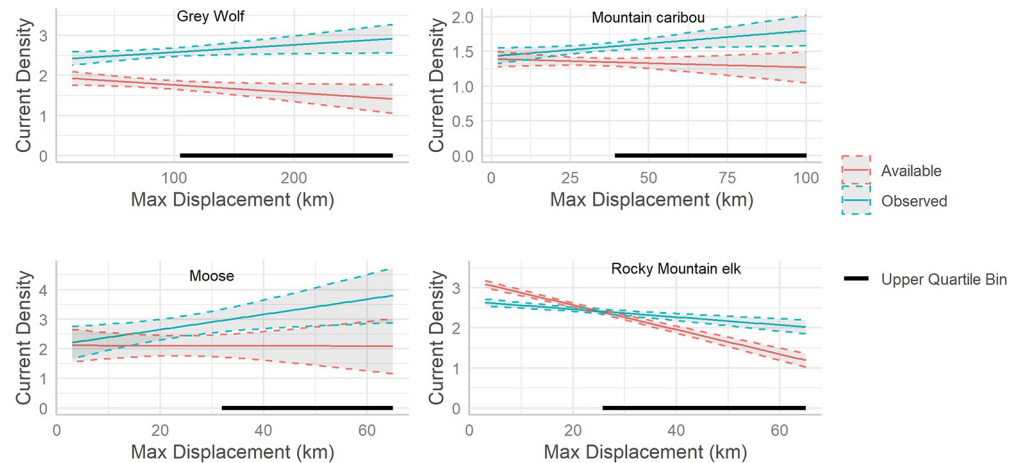 Grey Wolf
Current Density
3
2
1
0
100
200
Max Displacement (km)
Mountain caribou
Current Density
2.0
1.5
1.0
0.5
0.0
0
25
50
75
100
Max Displacement (km)
Available
Observed
Upper Quartile Bin
Moose
Current Density
4
3
2
1
0
0
20
40
60
Max Displacement (km)
Rocky Mountain elk
Current Density
3
2
1
0
0
20
40
60
Max Displacement (km)